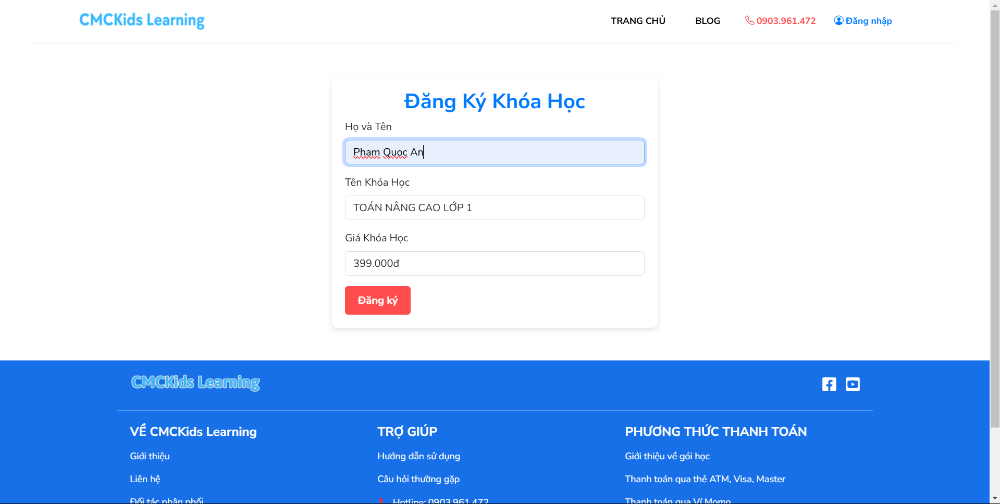 CMCKids Learning
TRANG CHỦ
BLOG
0903.961.472
Đăng nhập
Đăng Ký Khóa Học
Họ và Tên
Pham Quoc An
Tên Khóa Học
TOÁN NÂNG CAO LỚP 1
Giá Khóa Học
399.000đ
Đăng ký
CMCKids Learning
VỀ CMCKids Learning
Giới thiệu
Liên hệ
Đối tác phân phối
TRỢ GIÚP
Hướng dẫn sử dụng
Câu hỏi thường gặp
Hotline: 0903.961.472
PHƯƠNG THỨC THANH TOÁN
Giới thiệu về gói học
Thanh toán qua thẻ ATM, Visa, Master
Thanh toán qua Ví Momo